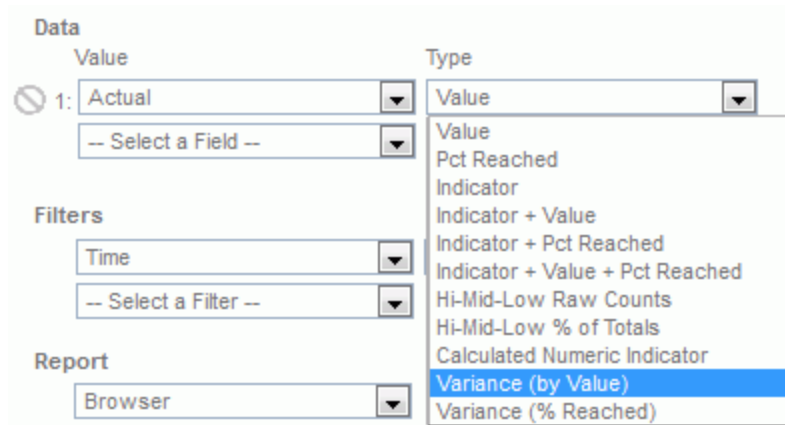 Data
Value Type
1: Actual Value
-- Select a Field -- Value
Pct Reached
Indicator
Filters Indicator + Value
Indicator + Pct Reached
Time Indicator + Value + Pct Reached
-- Select a Filter -- Hi-Mid-Low Raw Counts
Hi-Mid-Low % of Totals
Report Calculated Numeric Indicator
Variance (by Value)
Browser Variance (% Reached)